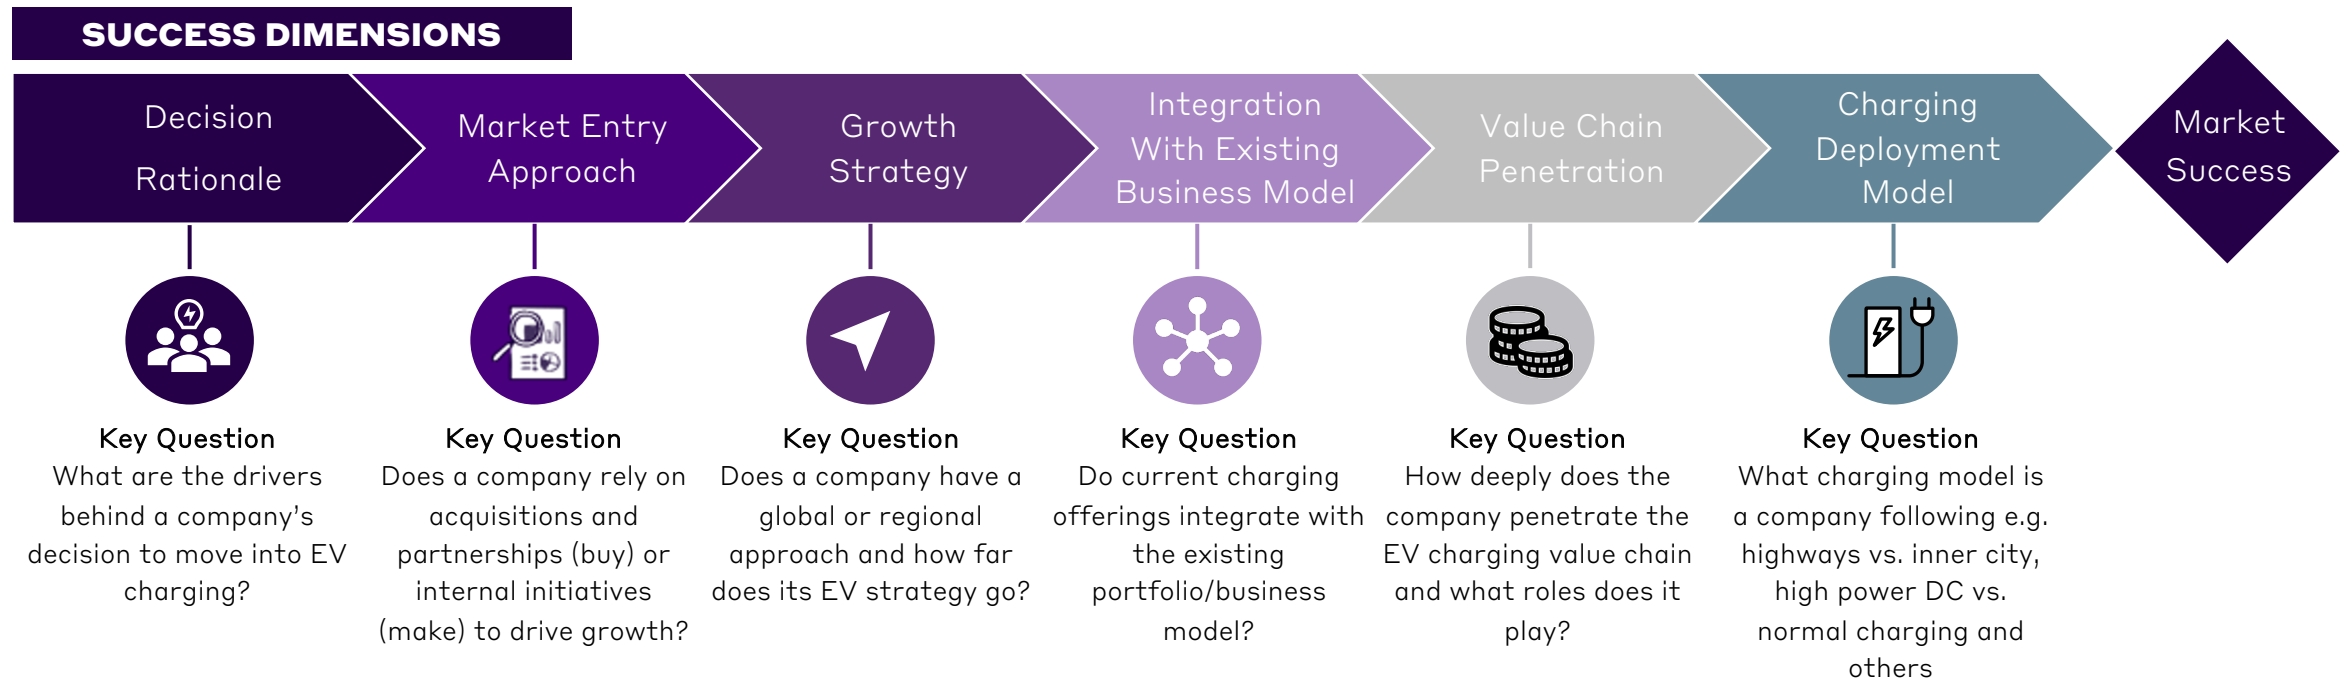 SUCCESS DIMENSIONS
Decision
Rationale
Market Entry
Approach
Growth
Strategy
Integration
With Existing
Business Model
Value Chain
Penetration
Charging
Deployment
Model
Market
Success
Key Question
What are the drivers
behind a company's
decision to move into EV
charging?
Key Question
Does a company rely on
acquisitions and
partnerships (buy) or
internal initiatives
(make) to drive growth?
Key Question
Does a company have a
global or regional
approach and how far
does its EV strategy go?
Key Question
Do current charging
offerings integrate with
the existing
portfolio/business
model?
Key Question
How deeply does the
company penetrate the
EV charging value chain
and what roles does it
play?
Key Question
What charging model is
a company following e.g.
highways vs. inner city,
high power DC vs.
normal charging and
others